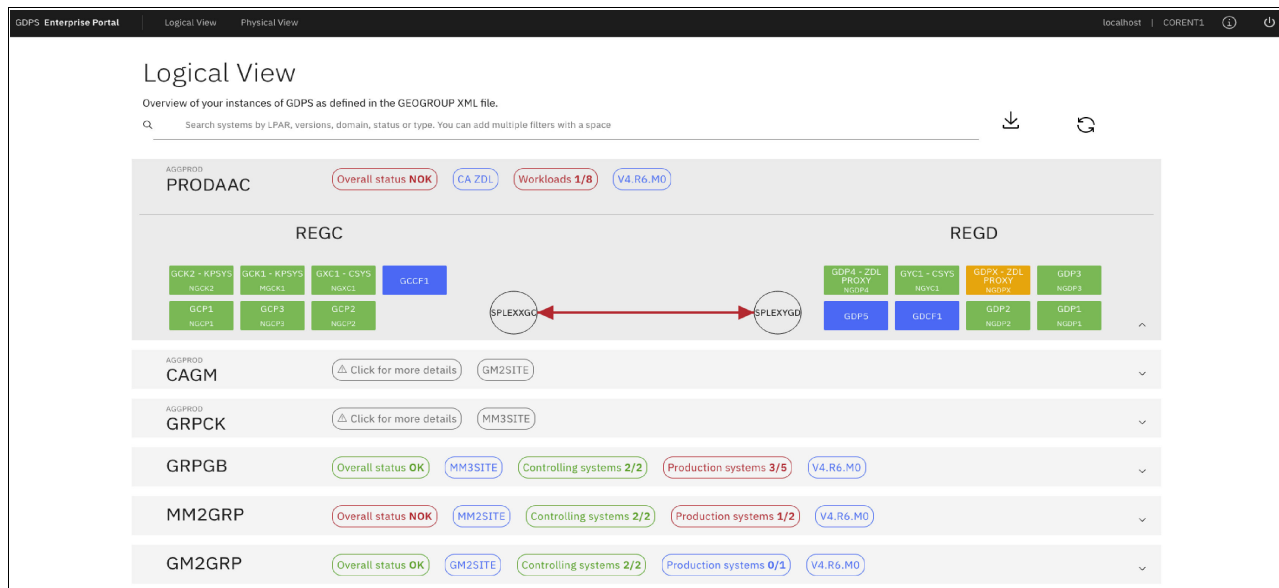 GDPS Enterprise Portal Logical View Physical View localhost | CORENT1
Logical View
Overview of your instances of GDPS as defined in the GEOGROUP XML file.
Search systems by LPAR, versions, domain, status or type. You can add multiple filters with a space
AGGPROD
PRODAAC Overall status NOK CA ZDL Workloads 1/8 V4.R6.M0
REGC REGD
GCK2 - KPSYS GCK1 - KPSYS GXC1 - CSYS GCCF1
NGCK2 MGCK1 NGXC1
GCP1 GCP3 GCP2
NGCP1 NGCP3 NGCP2
SPLEXXGC SPLEXYGD
GDP4 - ZDL PROXY GYC1 - CSYS GDPX - ZDL PROXY GDP3
NGDP4 NGYC1 NGDPX NGDP3
GDP5 GDCF1 GDP2 GDP1
NGDP2 NGDP1
AGGPROD
CAGM Click for more details GM2SITE
AGGPROD
GRPCK Click for more details MM3SITE
GRPGB Overall status OK MM3SITE Controlling systems 2/2 Production systems 3/5 V4.R6.M0
MM2GRP Overall status NOK MM2SITE Controlling systems 2/2 Production systems 1/2 V4.R6.M0
GM2GRP Overall status OK GM2SITE Controlling systems 2/2 Production systems 0/1 V4.R6.M0